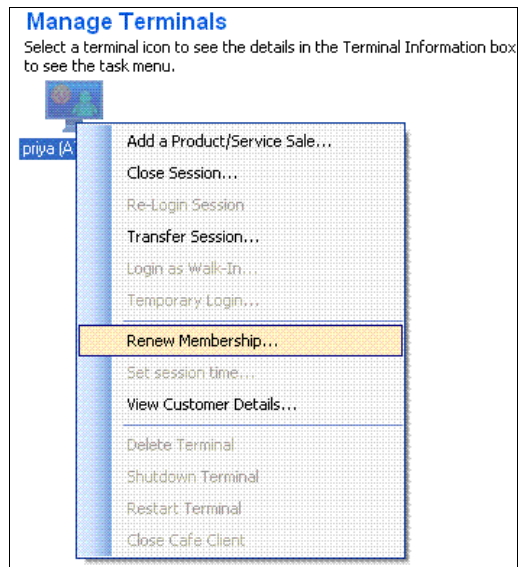 Manage Terminals
Select a terminal icon to see the details in the Terminal Information box
to see the task menu.
priya (A
Add a Product/Service Sale...
Close Session...
Re-Login Session
Transfer Session...
Login as Walk-In...
Temporary Login...
Renew Membership...
Set session time...
View Customer Details...
Delete Terminal
Shutdown Terminal
Restart Terminal
Close Cafe Client